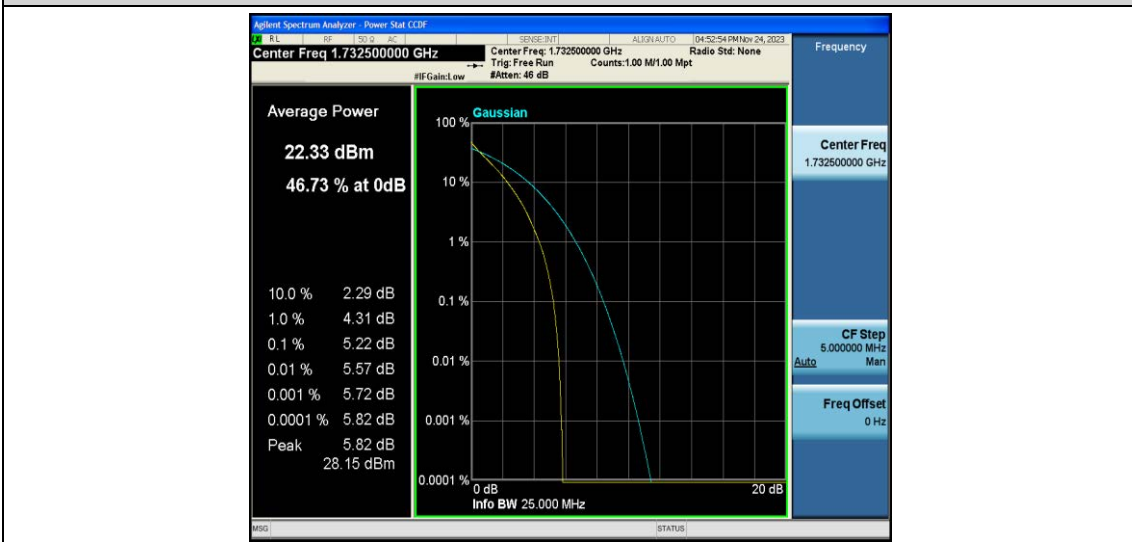 Agilent Spectrum Analyzer - Power Stat CCDF
RL RF 50 Ω AC SENSE:INT ALIGN AUTO 04:52:54 PM Nov 24, 2023
Center Freq 1.732500000 GHz
Center Freq: 1.732500000 GHz Radio Std: None
Trig: Free Run Counts:1.00 M/1.00 Mpt
#IFGain:Low #Atten: 46 dB
Frequency
Average Power
22.33 dBm
46.73 % at 0dB
10.0 % 2.29 dB
1.0 % 4.31 dB
0.1 % 5.22 dB
0.01 % 5.57 dB
0.001 % 5.72 dB
0.0001 % 5.82 dB
Peak 5.82 dB
28.15 dBm
Gaussian
100 %
10 %
1 %
0.1 %
0.01 %
0.001 %
0.0001 %
0 dB 20 dB
Info BW 25.000 MHz
Center Freq
1.732500000 GHz
CF Step
5.000000 MHz
Auto Man
Freq Offset
0 Hz
MSG STATUS